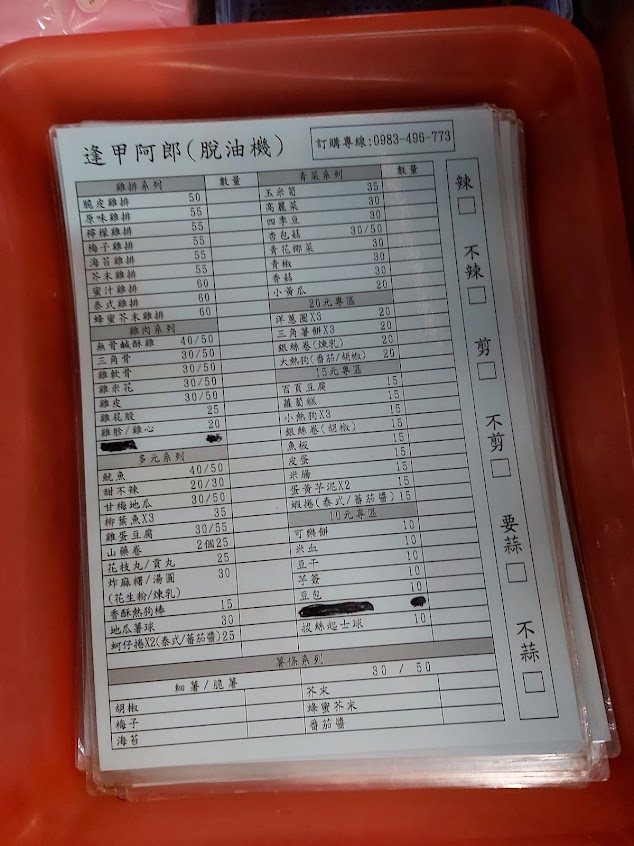 逢甲阿郎(脫油機)
訂購專線:0983-496-773
雞排系列 數量
脆皮雞排 50
原味雞排 55
檸檬雞排 55
梅子雞排 55
海苔雞排 55
芥末雞排 55
蜜汁雞排 60
泰式雞排 60
蜂蜜芥末雞排 60
雞肉系列
無骨鹹酥雞 40/50
三角骨 30/50
雞軟骨 30/50
雞米花 30/50
雞皮 30/50
雞屁股 25
雞胗/雞心 20
多元系列
魷魚 40/50
甜不辣 20/30
甘梅地瓜 30/50
柳葉魚X3 35
雞蛋豆腐 30/55
山藥卷 2個25
花枝丸/貢丸 25
炸麻糬/湯圓 30
(花生粉/煉乳)
香酥熱狗棒 15
地瓜薯球 30
蚵仔捲X2(泰式/蕃茄醬) 25
青菜系列 數量
玉米筍 35
高麗菜 30
四季豆 30
杏包菇 30/50
青花椰菜 30
青椒 30
香菇 30
小黃瓜 20
20元專區
洋蔥圈X3 20
三角薯餅X3 20
銀絲卷(煉乳) 20
大熱狗(番茄/胡椒) 20
15元專區
百頁豆腐 15
蘿蔔糕 15
小熱狗X3 15
銀絲卷(胡椒) 15
魚板 15
皮蛋 15
米腸 15
蛋黃芋泥X2 15
蝦捲(泰式/蕃茄醬) 15
10元專區
可樂餅 10
米血 10
豆干 10
芋簽 10
豆包 10
拔絲起士球 10
薯條系列
細薯/脆薯 30 / 50
胡椒 芥末
梅子 蜂蜜芥末
海苔 番茄醬
辣 □
不辣 □
剪 □
不剪 □
要蒜 □
不蒜 □